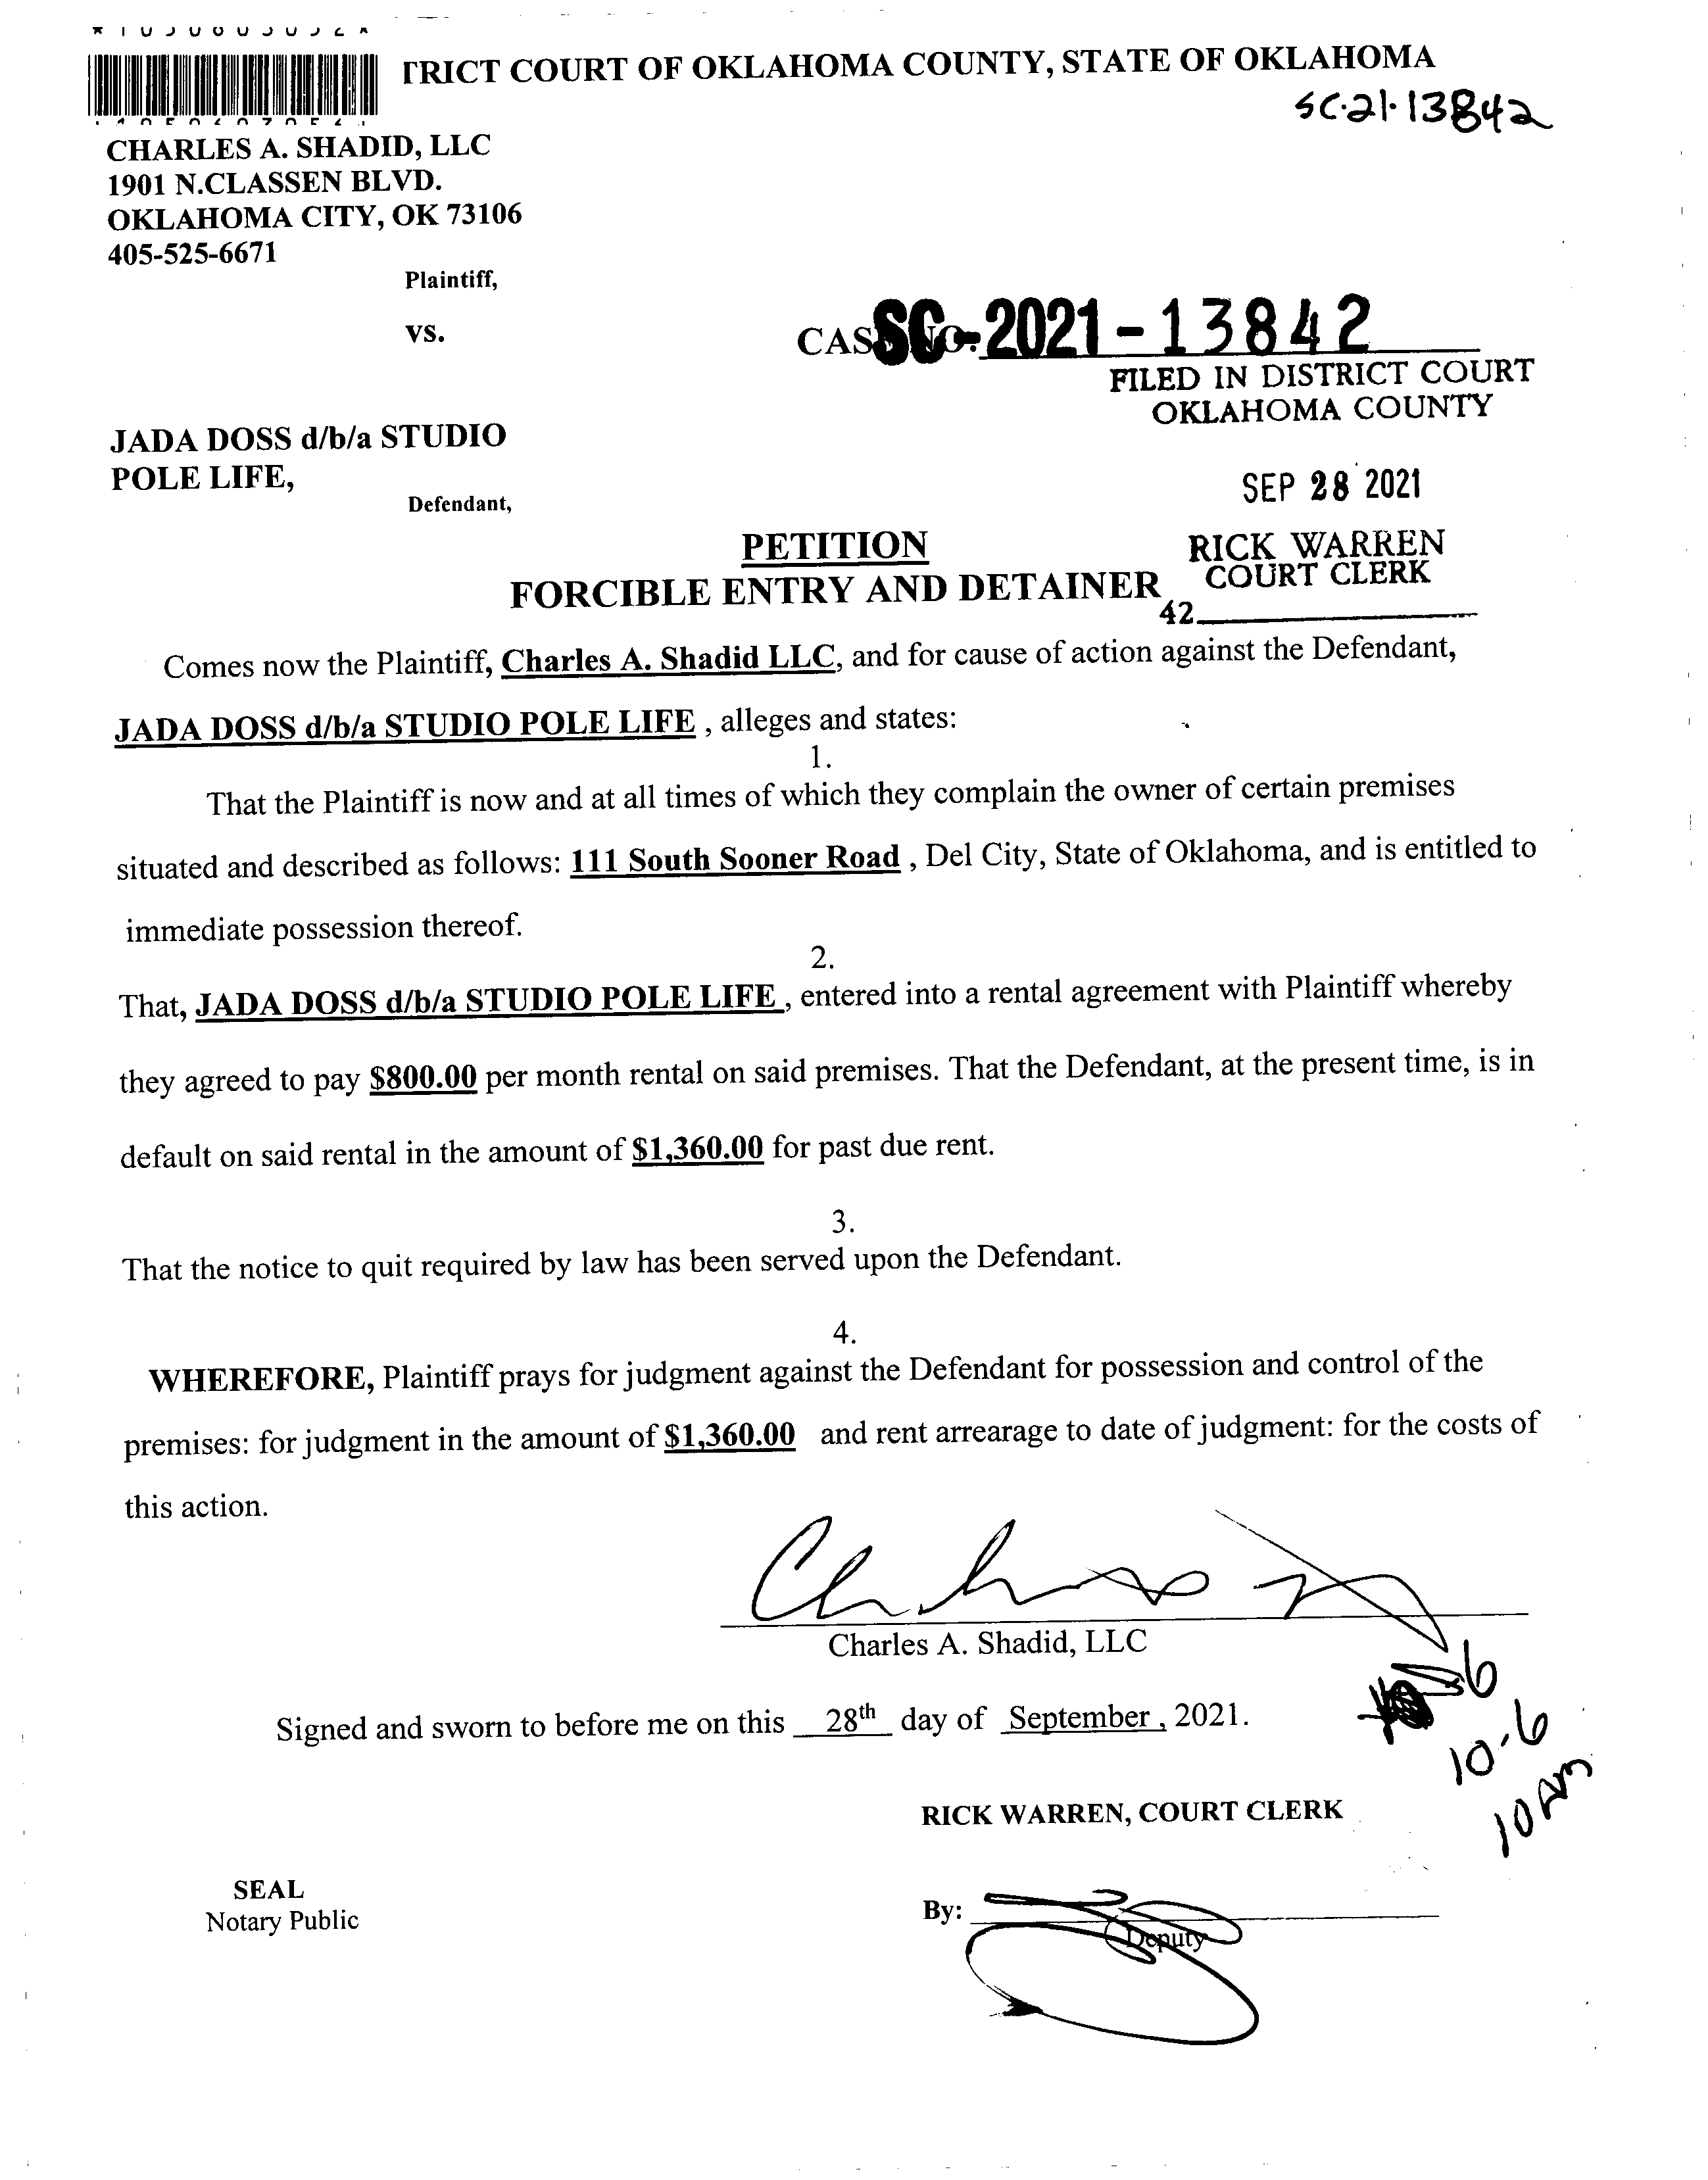 TRICT COURT OF OKLAHOMA COUNTY, STATE OF OKLAHOMA
SC-21-13842
CHARLES A. SHADID, LLC
1901 N.CLASSEN BLVD.
OKLAHOMA CITY, OK 73106
405-525-6671
Plaintiff,
vs.
CASE NO. SC-2021-13842
FILED IN DISTRICT COURT
OKLAHOMA COUNTY
JADA DOSS d/b/a STUDIO
POLE LIFE,
Defendant,
SEP 28 2021
PETITION
RICK WARREN
COURT CLERK
FORCIBLE ENTRY AND DETAINER
42
Comes now the Plaintiff, Charles A. Shadid LLC, and for cause of action against the Defendant,
JADA DOSS d/b/a STUDIO POLE LIFE , alleges and states:
1.
That the Plaintiff is now and at all times of which they complain the owner of certain premises
situated and described as follows: 111 South Sooner Road , Del City, State of Oklahoma, and is entitled to
immediate possession thereof.
2.
That, JADA DOSS d/b/a STUDIO POLE LIFE , entered into a rental agreement with Plaintiff whereby
they agreed to pay $800.00 per month rental on said premises. That the Defendant, at the present time, is in
default on said rental in the amount of $1,360.00 for past due rent.
3.
That the notice to quit required by law has been served upon the Defendant.
4.
WHEREFORE, Plaintiff prays for judgment against the Defendant for possession and control of the
premises: for judgment in the amount of $1,360.00 and rent arrearage to date of judgment: for the costs of
this action.
Charles A. Shadid, LLC
Signed and sworn to before me on this 28th day of September , 2021.
10-6
10 AM
RICK WARREN, COURT CLERK
SEAL
Notary Public
By:
Deputy